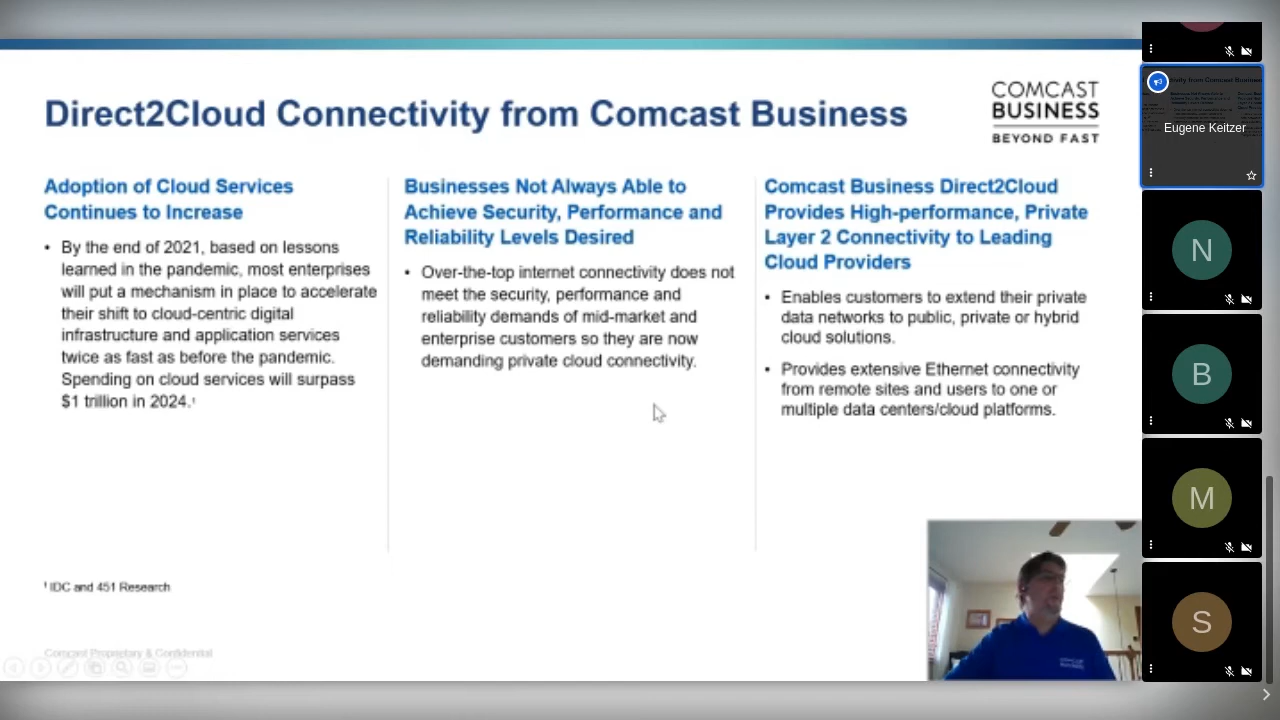 Direct2Cloud Connectivity from Comcast Business
COMCAST
BUSINESS
BEYOND FAST
Adoption of Cloud Services
Continues to Increase
• By the end of 2021, based on lessons
learned in the pandemic, most enterprises
will put a mechanism in place to accelerate
their shift to cloud-centric digital
infrastructure and application services
twice as fast as before the pandemic.
Spending on cloud services will surpass
$1 trillion in 2024.¹
Businesses Not Always Able to
Achieve Security, Performance and
Reliability Levels Desired
• Over-the-top internet connectivity does not
meet the security, performance and
reliability demands of mid-market and
enterprise customers so they are now
demanding private cloud connectivity.
Comcast Business Direct2Cloud
Provides High-performance, Private
Layer 2 Connectivity to Leading
Cloud Providers
• Enables customers to extend their private
data networks to public, private or hybrid
cloud solutions.
• Provides extensive Ethernet connectivity
from remote sites and users to one or
multiple data centers/cloud platforms.
¹ IDC and 451 Research
Comcast Proprietary & Confidential
COMCAST
BUSINESS
Eugene Keitzer
N
B
M
S